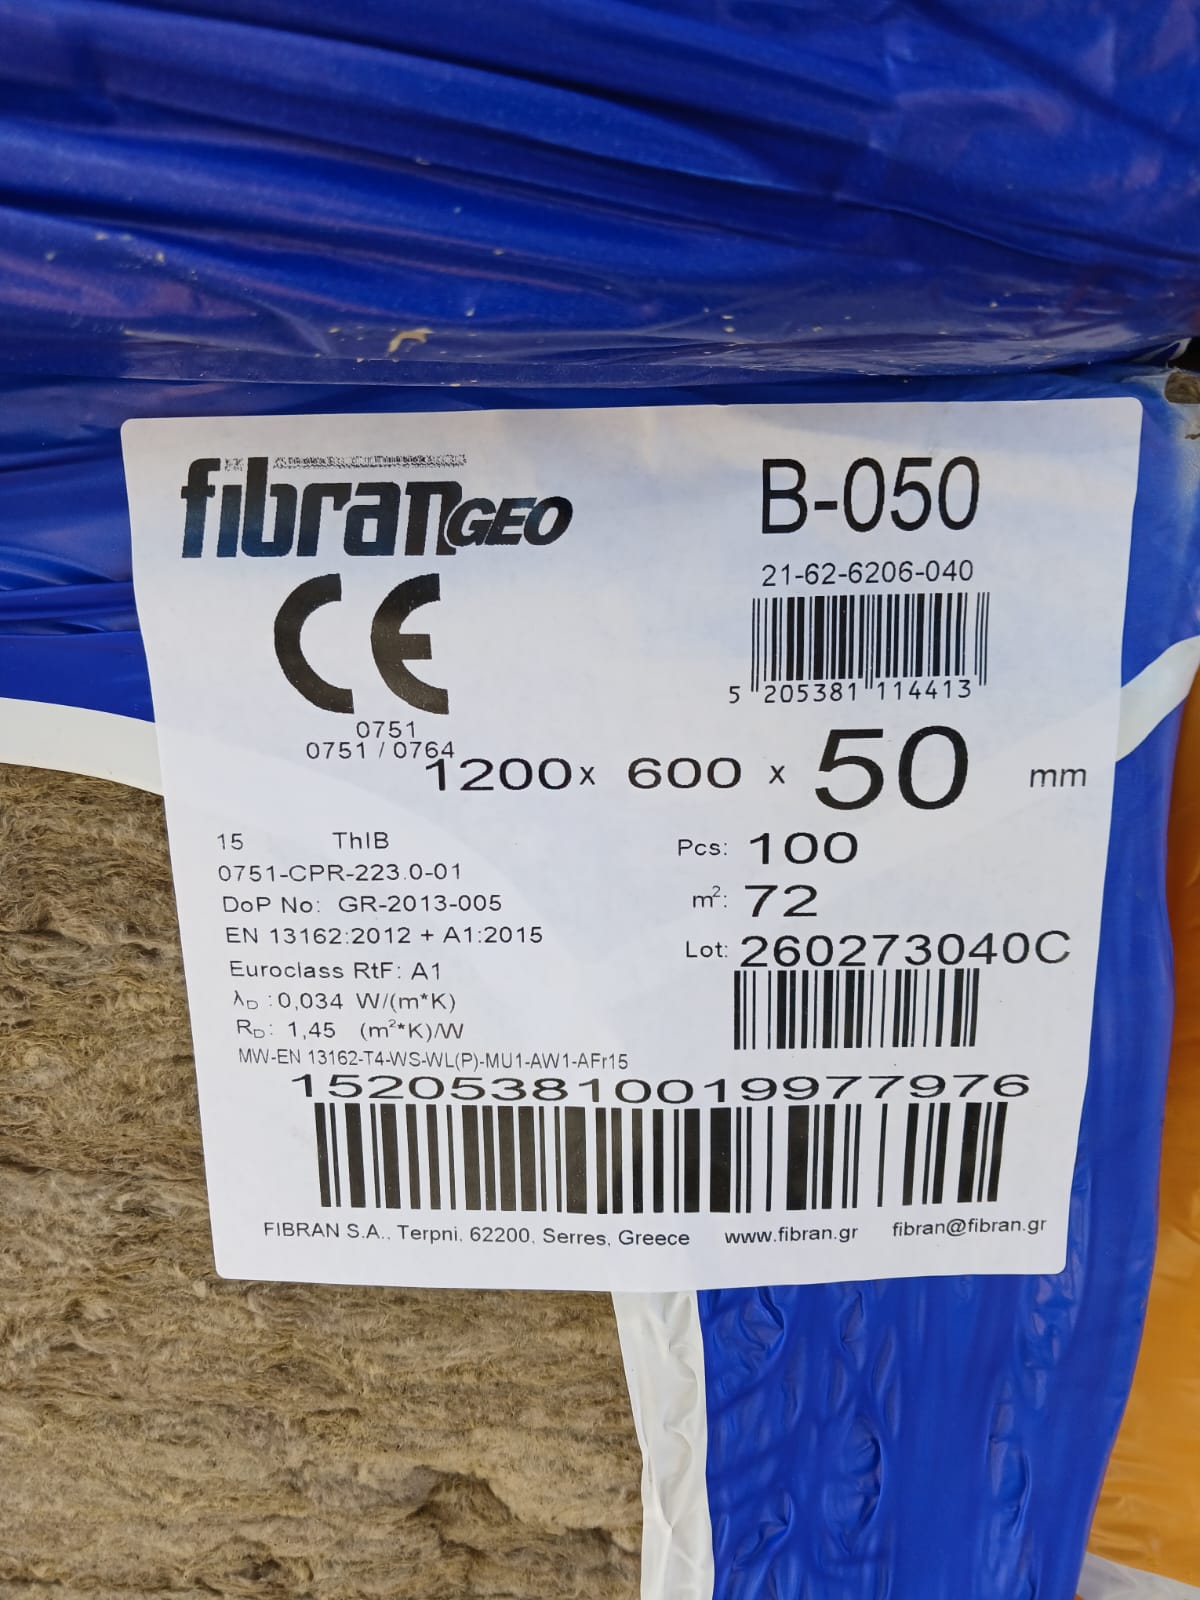 fibranGEO
B-050
21-62-6206-040
5 205381 114413
0751
0751 / 0764
1200x 600 x 50 mm
15 ThIB
0751-CPR-223.0-01
DoP No: GR-2013-005
EN 13162:2012 + A1:2015
Euroclass RtF: A1
λD :0,034 W/(m*K)
RD: 1,45 (m²*K)/W
MW-EN 13162-T4-WS-WL(P)-MU1-AW1-AFr15
Pcs: 100
m²: 72
Lot: 260273040C
15205381001997797​6
FIBRAN S.A., Terpni, 62200, Serres, Greece www.fibran.gr fibran@fibran.gr